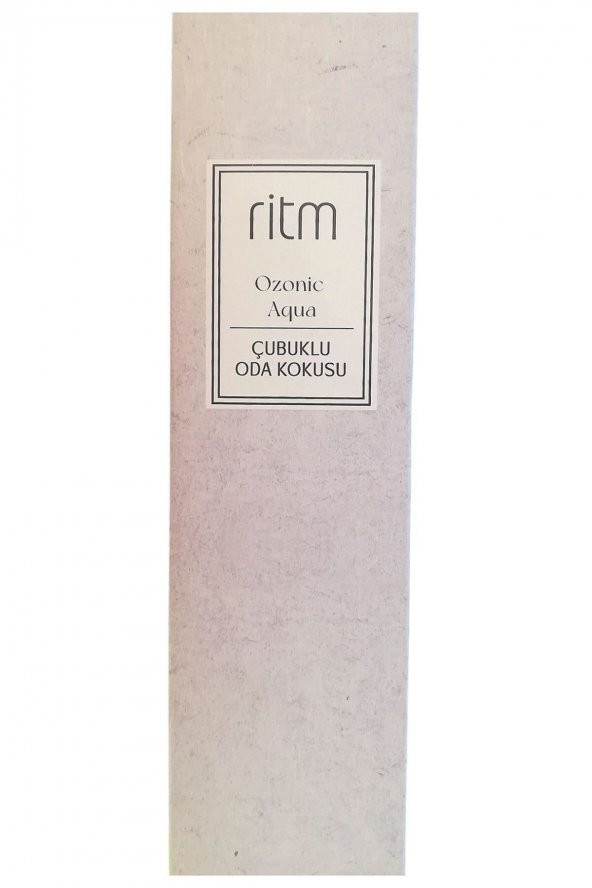 ritm
Ozonic
Aqua
ÇUBUKLU
ODA KOKUSU